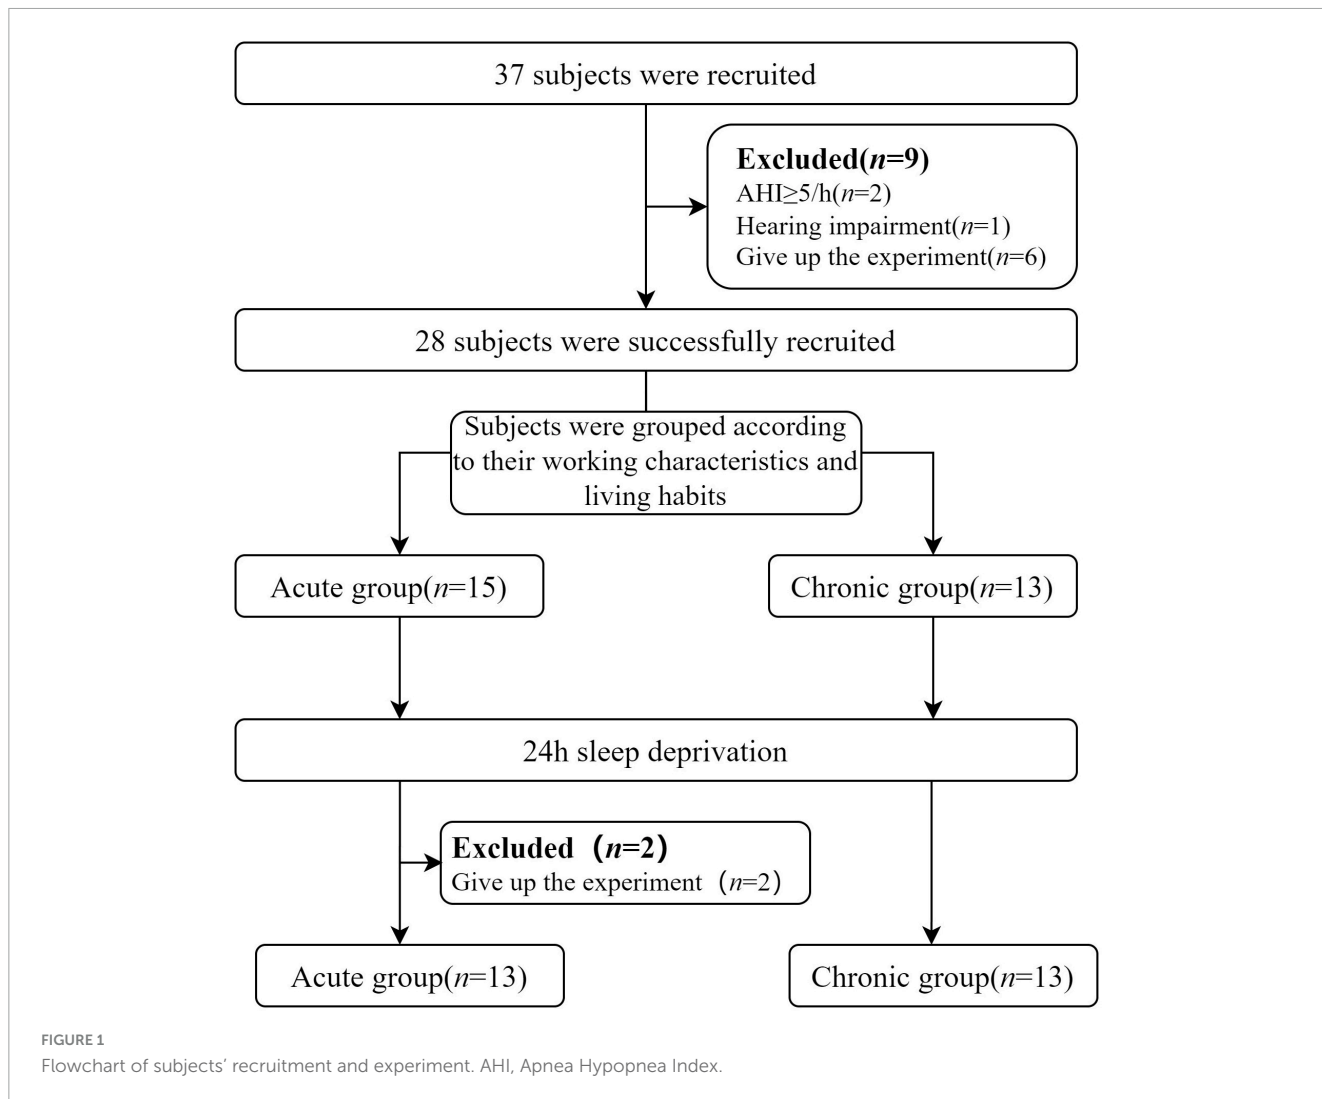 37 subjects were recruited
Excluded(n=9)
AHI≥5/h(n=2)
Hearing impairment(n=1)
Give up the experiment(n=6)
28 subjects were successfully recruited
Subjects were grouped according
to their working characteristics and
living habits
Acute group(n=15)
Chronic group(n=13)
24h sleep deprivation
Excluded（n=2）
Give up the experiment（n=2）
Acute group(n=13)
Chronic group(n=13)
FIGURE 1
Flowchart of subjects’ recruitment and experiment. AHI, Apnea Hypopnea Index.